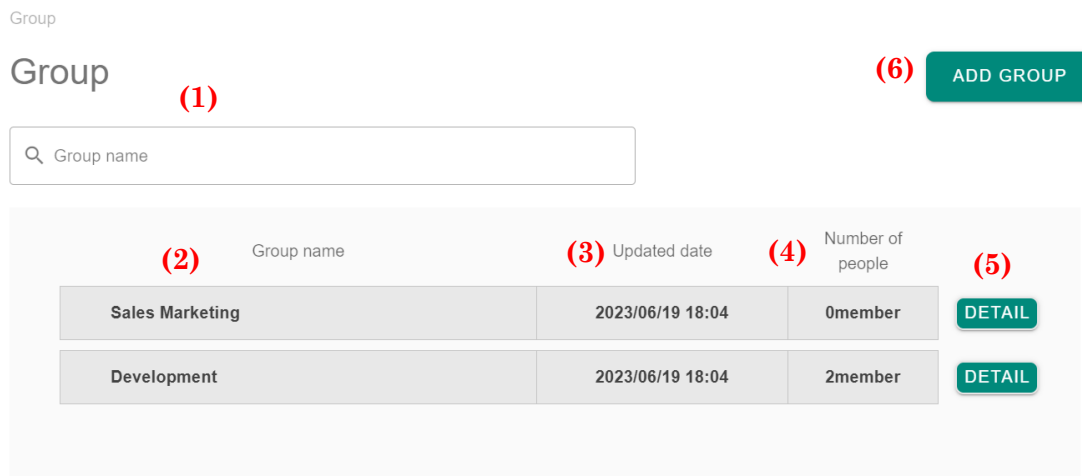 Group
Group
(6)
ADD GROUP
(1)
Group name
(2)
Group name
(3)
Updated date
(4)
Number of
people
(5)
Sales Marketing
2023/06/19 18:04
0member
DETAIL
Development
2023/06/19 18:04
2member
DETAIL